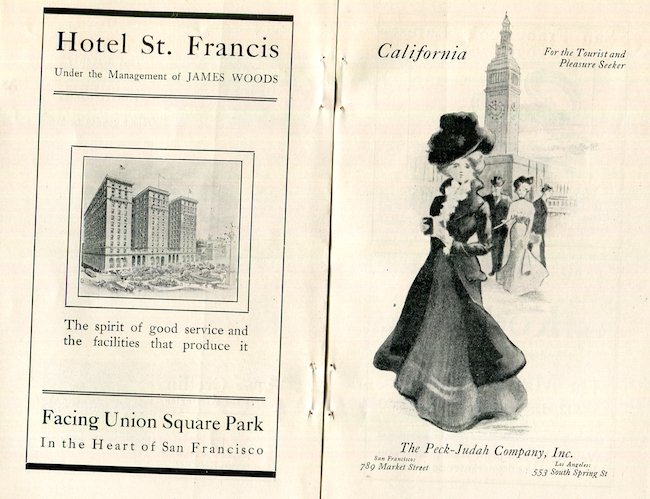 Hotel St. Francis
Under the Management of JAMES WOODS
The spirit of good service and
the facilities that produce it
Facing Union Square Park
In the Heart of San Francisco
California
For the Tourist and
Pleasure Seeker
The Peck-Judah Company, Inc.
San Francisco:
789 Market Street
Los Angeles:
553 South Spring St